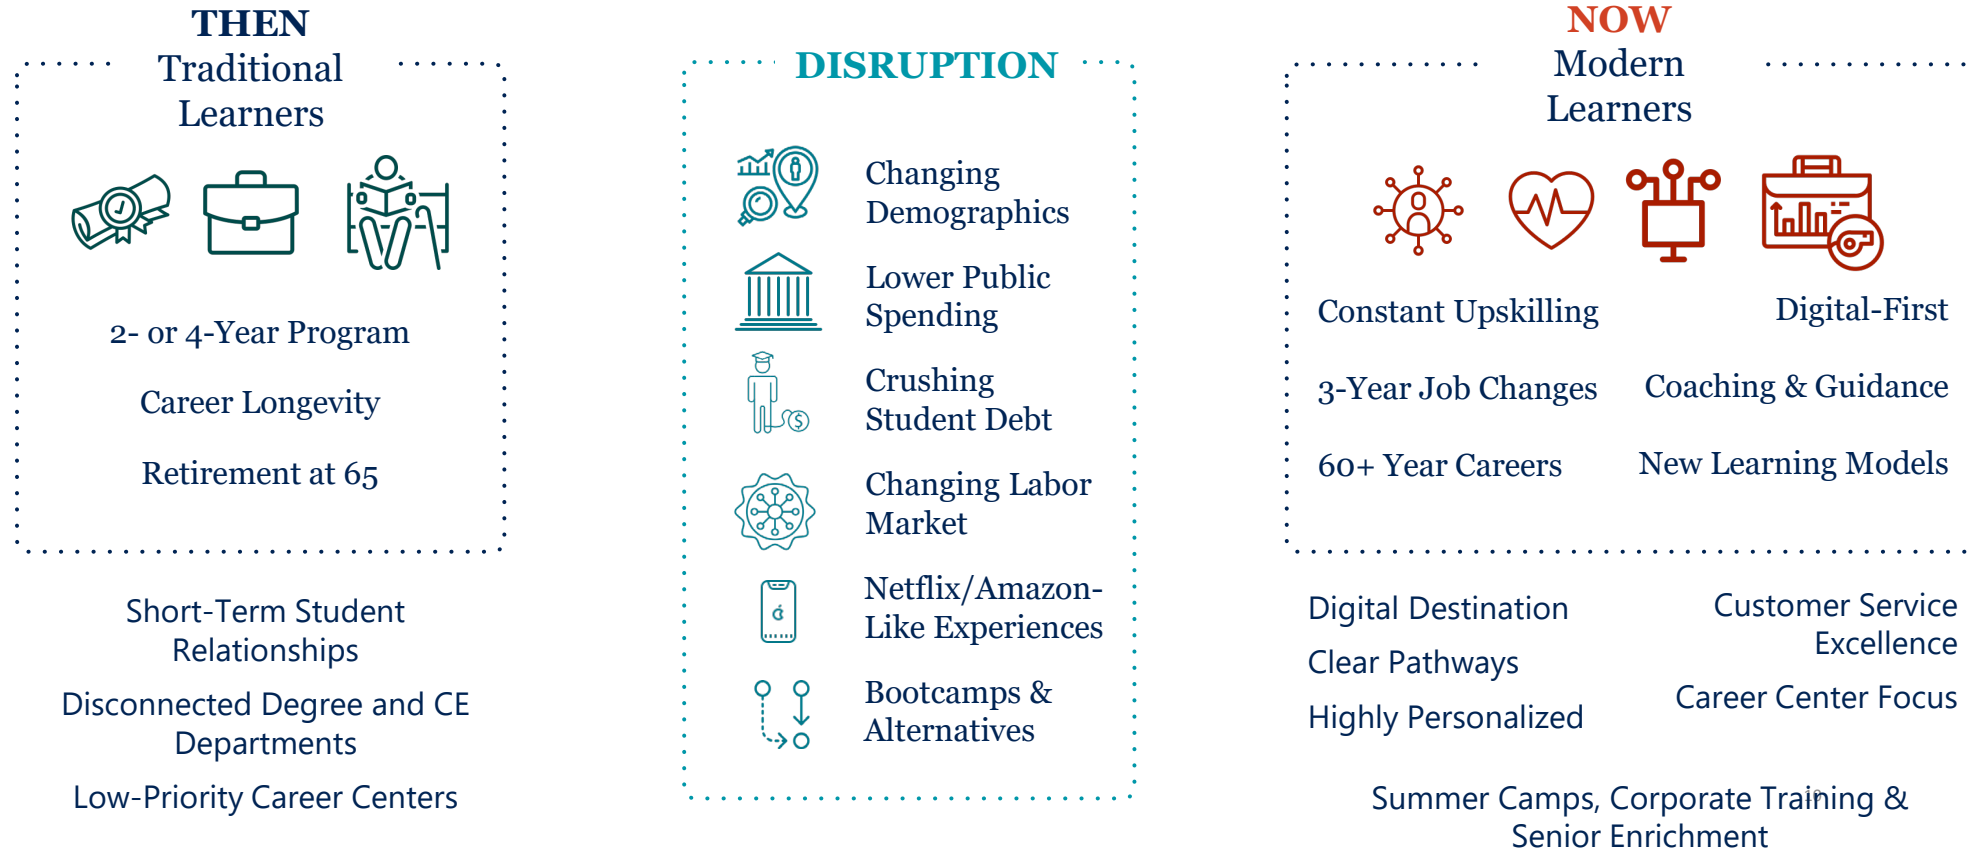 THEN
Traditional
Learners
2- or 4-Year Program
Career Longevity
Retirement at 65
Short-Term Student
Relationships
Disconnected Degree and CE
Departments
Low-Priority Career Centers
DISRUPTION
Changing
Demographics
Lower Public
Spending
Crushing
Student Debt
$
Changing Labor
Market
Netflix/Amazon-
Like Experiences
Bootcamps &
Alternatives
NOW
Modern
Learners
Constant Upskilling
3-Year Job Changes
60+ Year Careers
Digital-First
Coaching & Guidance
New Learning Models
Digital Destination
Clear Pathways
Highly Personalized
Customer Service
Excellence
Career Center Focus
Summer Camps, Corporate Training &
Senior Enrichment